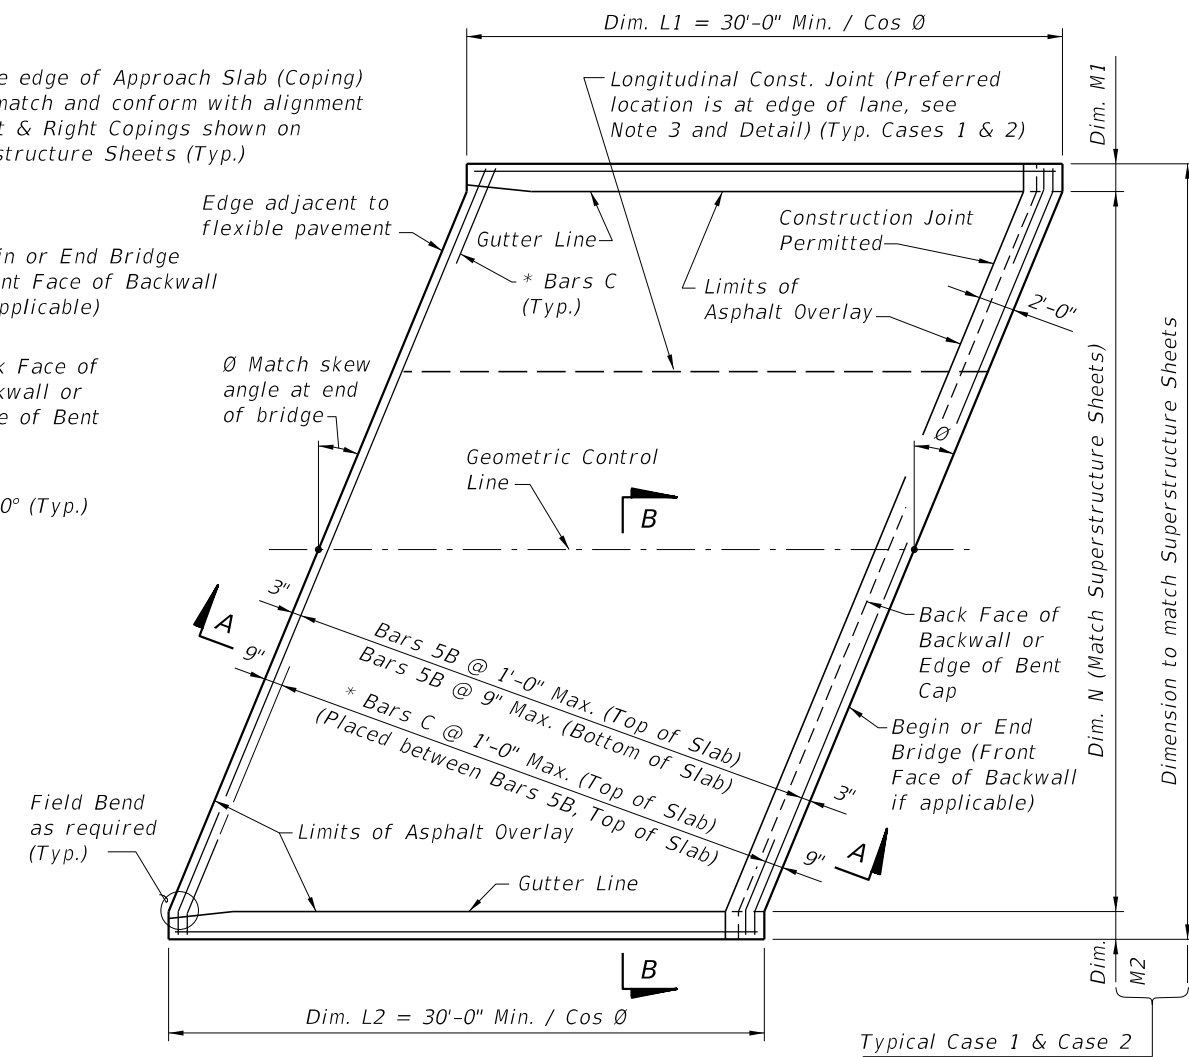 Dim. L1 = 30'-0" Min. / Cos Ø
e edge of Approach Slab (Coping)
match and conform with alignment
t & Right Copings shown on
structure Sheets (Typ.)
Longitudinal Const. Joint (Preferred
location is at edge of lane, see
Note 3 and Detail) (Typ. Cases 1 & 2)
Dim. M1
Edge adjacent to
flexible pavement
Gutter Line
Construction Joint
Permitted
in or End Bridge
nt Face of Backwall
applicable)
* Bars C
(Typ.)
Limits of
Asphalt Overlay
2'-0"
k Face of
ckwall or
e of Bent
Ø Match skew
angle at end
of bridge
Ø
Geometric Control
Line
0° (Typ.)
B
Dim. N (Match Superstructure Sheets)
Dimension to match Superstructure Sheets
3"
A
9"
Bars 5B @ 1'-0" Max. (Top of Slab)
Bars 5B @ 9" Max. (Bottom of Slab)
* Bars C @ 1'-0" Max. (Top of Slab)
(Placed between Bars 5B, Top of Slab)
Back Face of
Backwall or
Edge of Bent
Cap
Begin or End
Bridge (Front
Face of Backwall
if applicable)
3"
9"
A
Field Bend
as required
(Typ.)
Limits of Asphalt Overlay
Gutter Line
B
Dim.
M2
Dim. L2 = 30'-0" Min. / Cos Ø
Typical Case 1 & Case 2